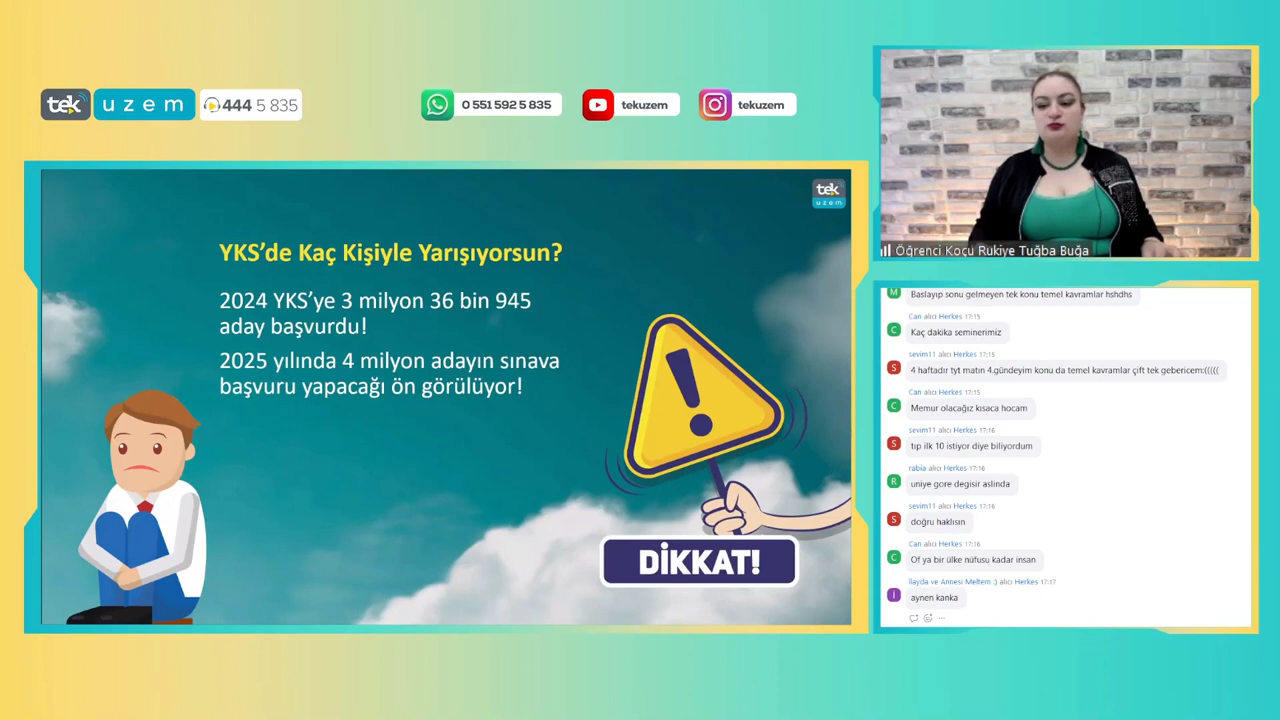 tek uzem 444 5 835
0 551 592 5 835
tekuzem
tekuzem
tek
uzem
YKS'de Kaç Kişiyle Yarışıyorsun?
2024 YKS'ye 3 milyon 36 bin 945
aday başvurdu!
2025 yılında 4 milyon adayın sınava
başvuru yapacağı ön görülüyor!
DİKKAT!
Öğrenci Koçu Rukiye Tuğba Buğa
M
Baslayıp sonu gelmeyen tek konu temel kavramlar hshdhs
Can alıcı Herkes 17:15
C
Kaç dakika seminerimiz
sevim11 alıcı Herkes 17:15
S
4 haftadır tyt matın 4.gündeyim konu da temel kavramlar çift tek gebericem:(((((
Can alıcı Herkes 17:15
C
Memur olacağız kısaca hocam
sevim11 alıcı Herkes 17:16
S
tıp ilk 10 istiyor diye biliyordum
rabia alıcı Herkes 17:16
R
uniye gore degisir aslinda
sevim11 alıcı Herkes 17:16
S
doğru haklısın
Can alıcı Herkes 17:16
C
Of ya bir ülke nüfusu kadar insan
İlayda ve Annesi Meltem :) alıcı Herkes 17:17
I
aynen kanka